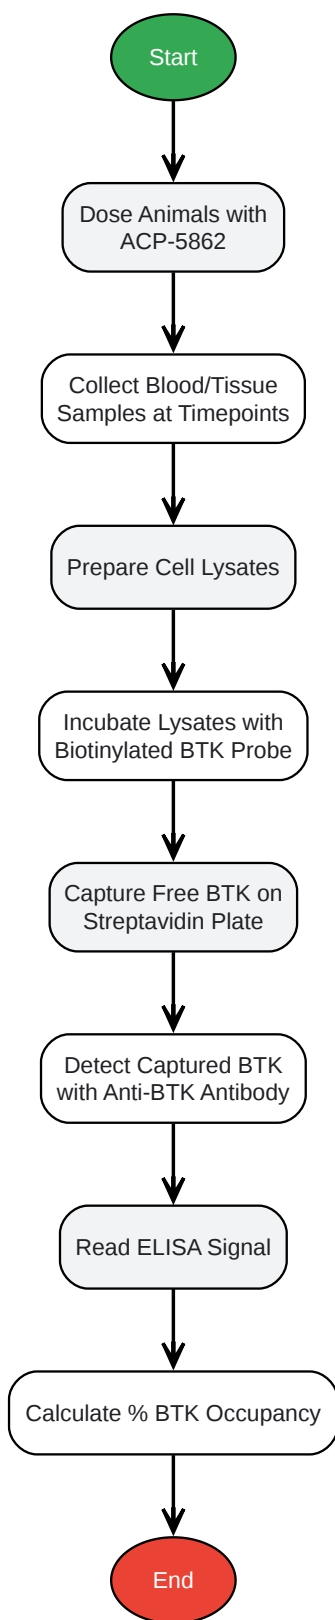 Start
Dose Animals with
ACP-5862
Collect Blood/Tissue
Samples at Timepoints
Prepare Cell Lysates
Incubate Lysates with
Biotinylated BTK Probe
Capture Free BTK on
Streptavidin Plate
Detect Captured BTK
with Anti-BTK Antibody
Read ELISA Signal
Calculate % BTK Occupancy
End